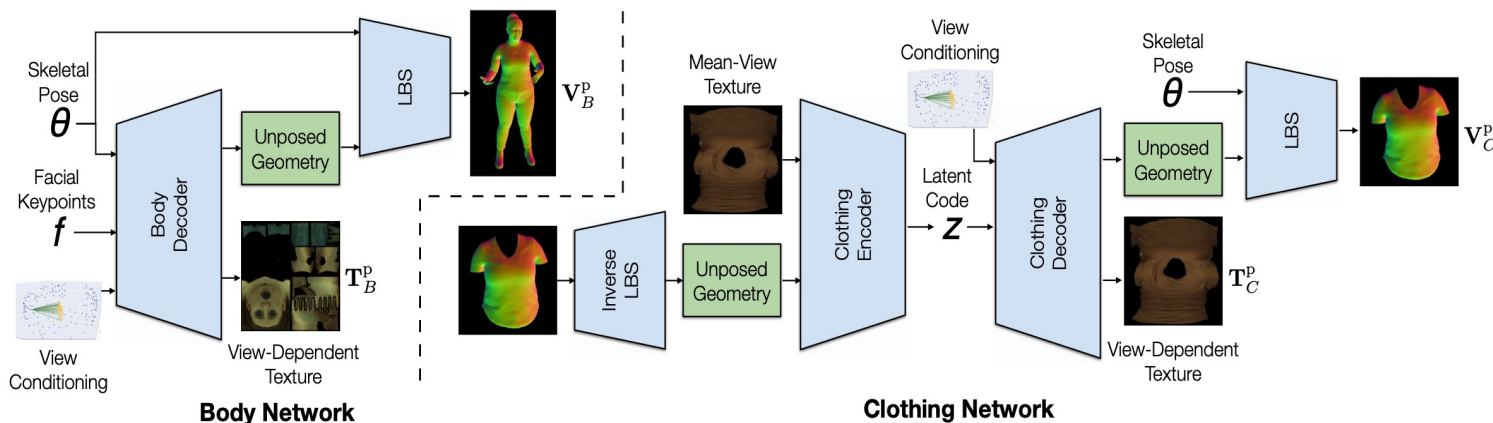 Skeletal
Pose
θ
Facial
Keypoints
f
View
Conditioning
Body
Decoder
Unposed
Geometry
LBS
V_B^p
T_B^p
View-Dependent
Texture
Body Network
Inverse
LBS
Unposed
Geometry
Mean-View
Texture
Clothing
Encoder
View
Conditioning
Latent
Code
z
Clothing
Decoder
Skeletal
Pose
θ
Unposed
Geometry
LBS
V_C^p
T_C^p
View-Dependent
Texture
Clothing Network